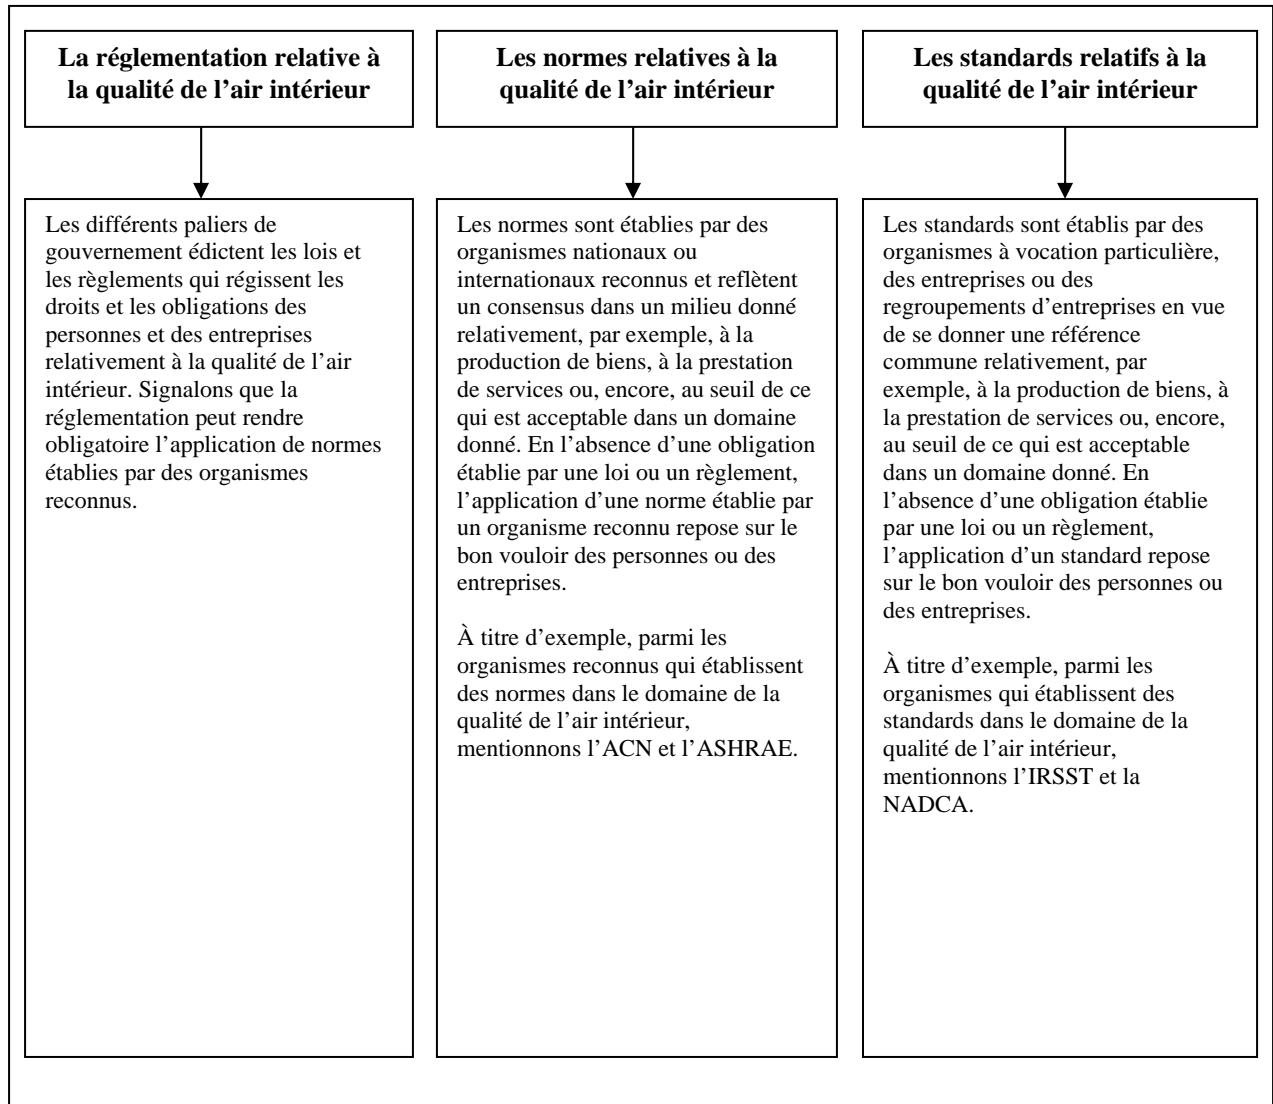 La réglementation relative à
la qualité de l’air intérieur
Les différents paliers de
gouvernement édictent les lois et
les règlements qui régissent les
droits et les obligations des
personnes et des entreprises
relativement à la qualité de l’air
intérieur. Signalons que la
réglementation peut rendre
obligatoire l’application de normes
établies par des organismes
reconnus.
Les normes relatives à la
qualité de l’air intérieur
Les normes sont établies par des
organismes nationaux ou
internationaux reconnus et reflètent
un consensus dans un milieu donné
relativement, par exemple, à la
production de biens, à la prestation
de services ou, encore, au seuil de ce
qui est acceptable dans un domaine
donné. En l’absence d’une obligation
établie par une loi ou un règlement,
l’application d’une norme établie par
un organisme reconnu repose sur le
bon vouloir des personnes ou des
entreprises.
À titre d’exemple, parmi les
organismes reconnus qui établissent
des normes dans le domaine de la
qualité de l’air intérieur,
mentionnons l’ACN et l’ASHRAE.
Les standards relatifs à la
qualité de l’air intérieur
Les standards sont établis par des
organismes à vocation particulière,
des entreprises ou des
regroupements d’entreprises en vue
de se donner une référence
commune relativement, par
exemple, à la production de biens, à
la prestation de services ou, encore,
au seuil de ce qui est acceptable
dans un domaine donné. En
l’absence d’une obligation établie
par une loi ou un règlement,
l’application d’un standard repose
sur le bon vouloir des personnes ou
des entreprises.
À titre d’exemple, parmi les
organismes qui établissent des
standards dans le domaine de la
qualité de l’air intérieur,
mentionnons l’IRSST et la
NADCA.